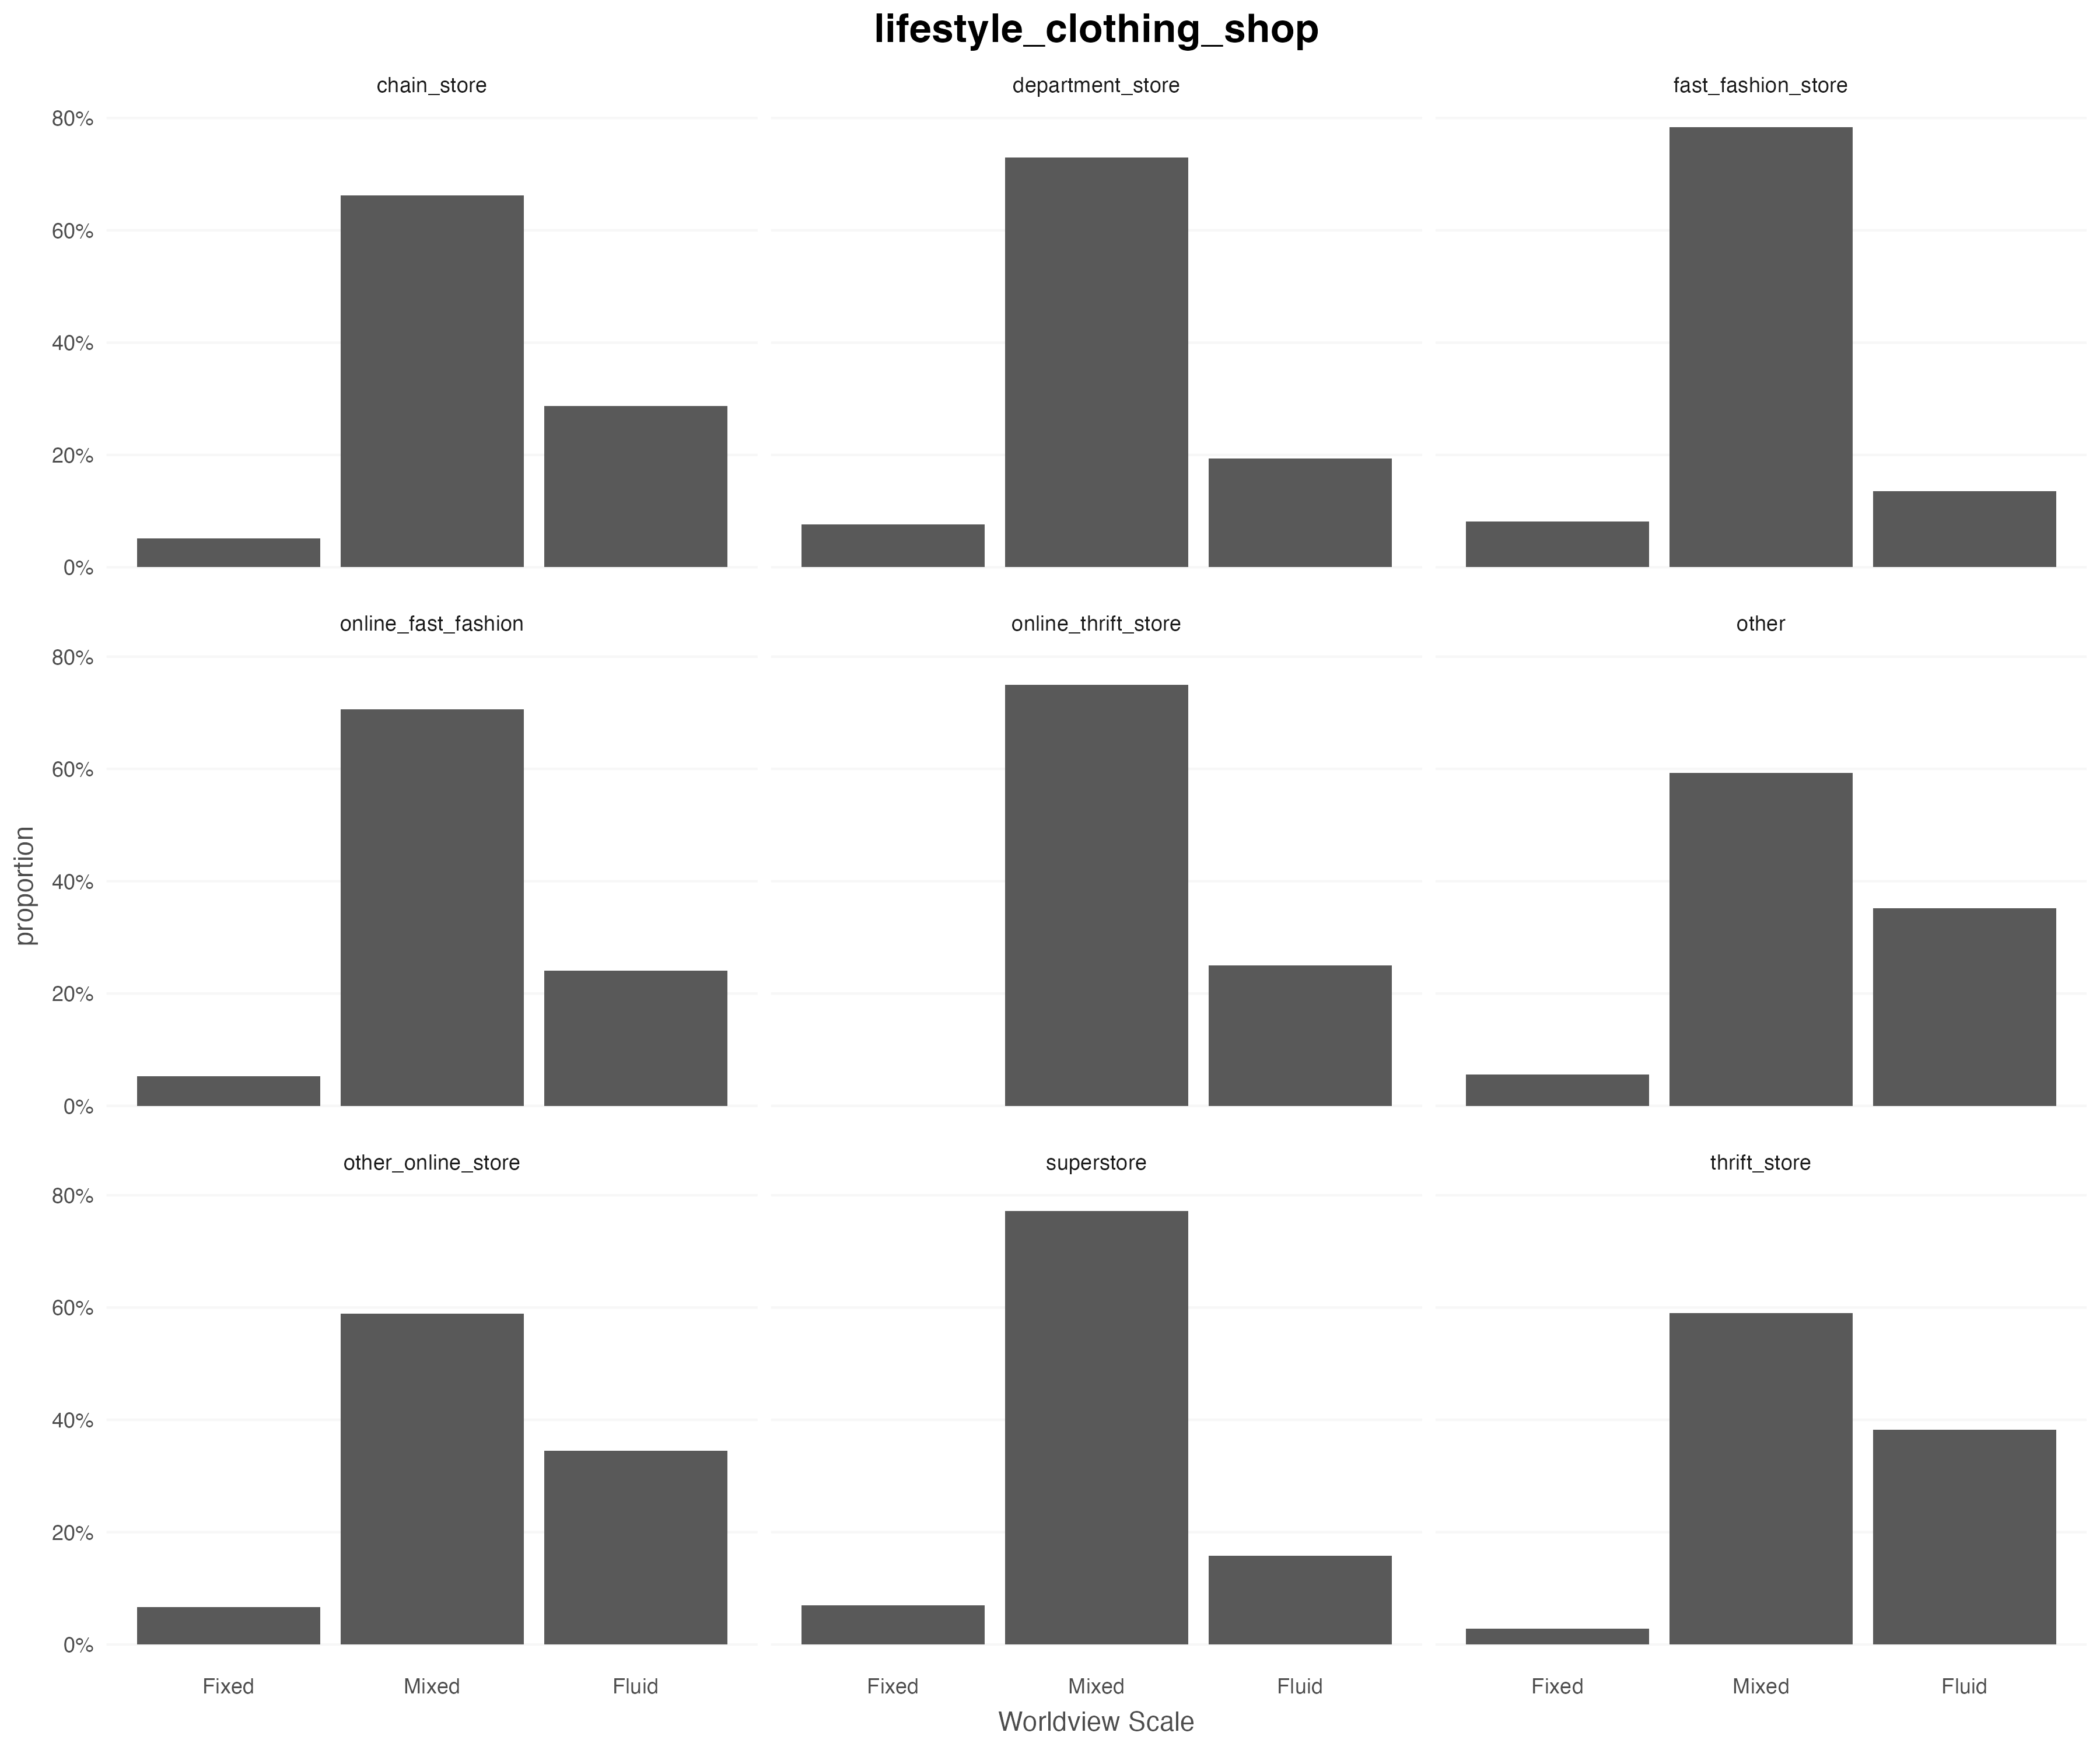 lifestyle_clothing_shop
chain_store
department_store
fast_fashion_store
80%
60%
40%
20%
0%
online_fast_fashion
online_thrift_store
other
80%
60%
40%
20%
0%
other_online_store
superstore
thrift_store
80%
60%
40%
20%
0%
proportion
Fixed Mixed Fluid
Fixed Mixed Fluid
Fixed Mixed Fluid
Worldview Scale